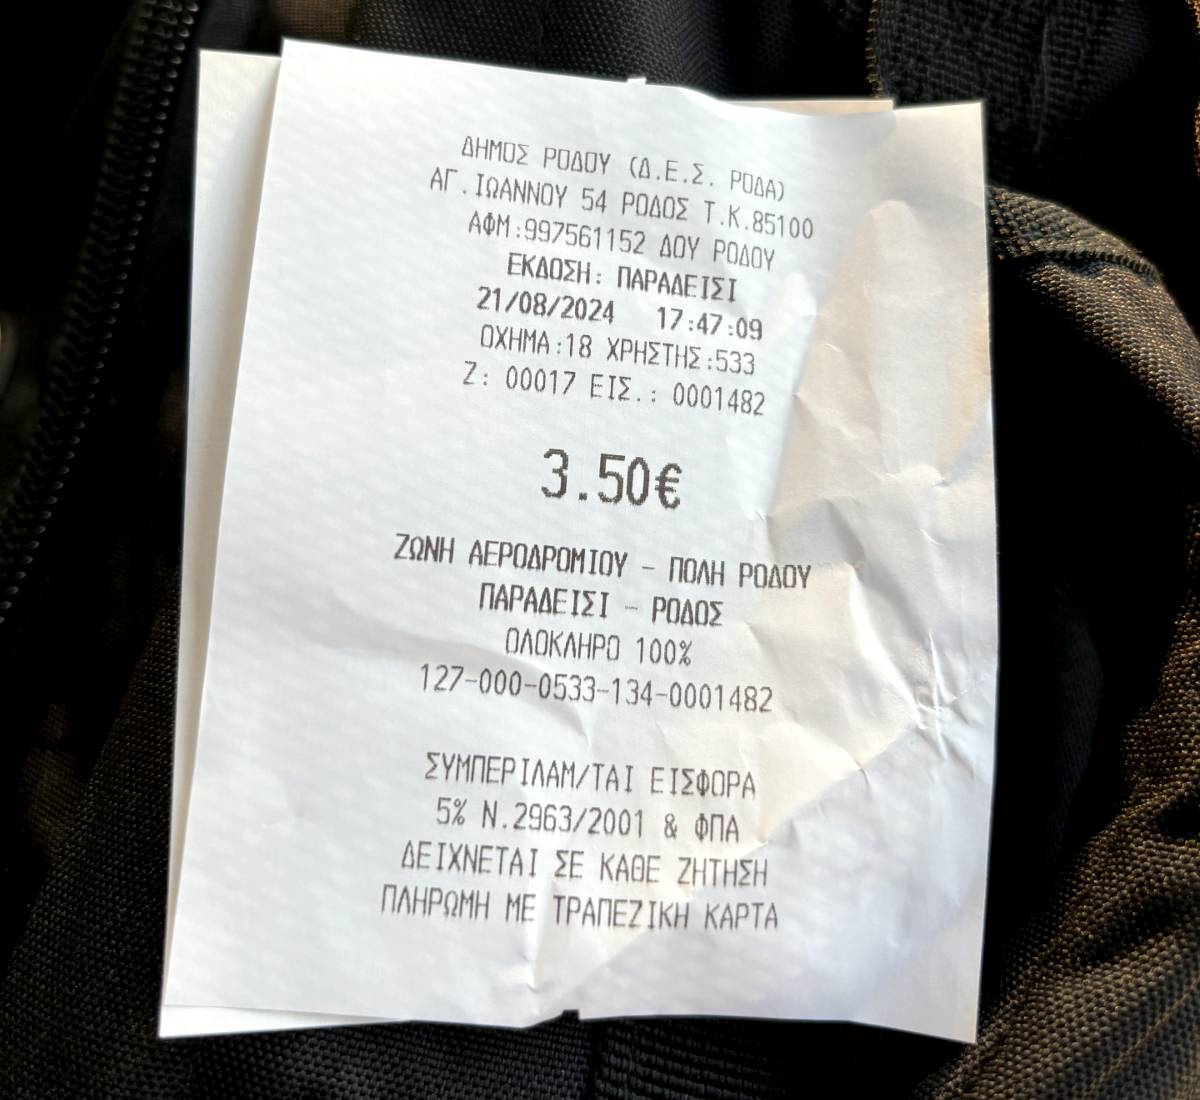 ΔΗΜΟΣ ΡΟΔΟΥ (Δ.Ε.Σ. ΡΟΔΑ)
ΑΓ.ΙΩΑΝΝΟΥ 54 ΡΟΔΟΣ Τ.Κ.85100
ΑΦΜ:997561152 ΔΟΥ ΡΟΔΟΥ
ΕΚΔΟΣΗ: ΠΑΡΑΔΕΙΣΙ
21/08/2024 17:47:09
ΟΧΗΜΑ:18 ΧΡΗΣΤΗΣ:533
Ζ: 00017 ΕΙΣ.: 0001482
3.50€
ΖΩΝΗ ΑΕΡΟΔΡΟΜΙΟΥ - ΠΟΛΗ ΡΟΔΟΥ
ΠΑΡΑΔΕΙΣΙ - ΡΟΔΟΣ
ΟΛΟΚΛΗΡΟ 100%
127-000-0533-134-0001482
ΣΥΜΠΕΡΙΛΑΜ/ΤΑΙ ΕΙΣΦΟΡΑ
5% Ν.2963/2001 & ΦΠΑ
ΔΕΙΧΝΕΤΑΙ ΣΕ ΚΑΘΕ ΖΗΤΗΣΗ
ΠΛΗΡΩΜΗ ΜΕ ΤΡΑΠΕΖΙΚΗ ΚΑΡΤΑ